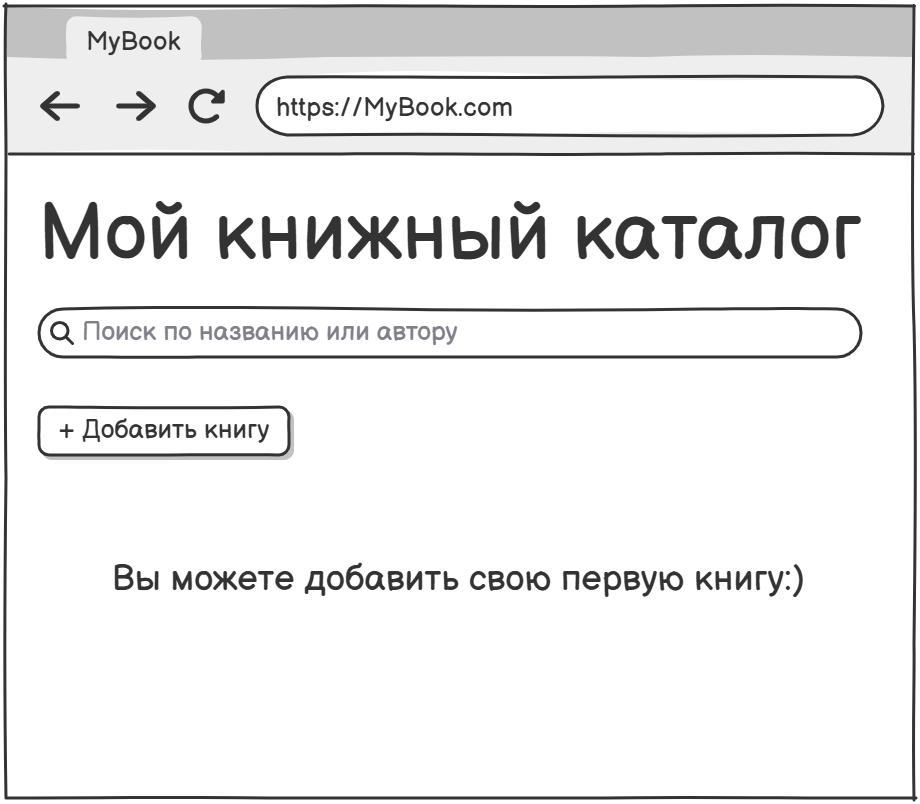 MyBook
https://MyBook.com
Мой книжный каталог
Поиск по названию или автору
+ Добавить книгу
Вы можете добавить свою первую книгу:)